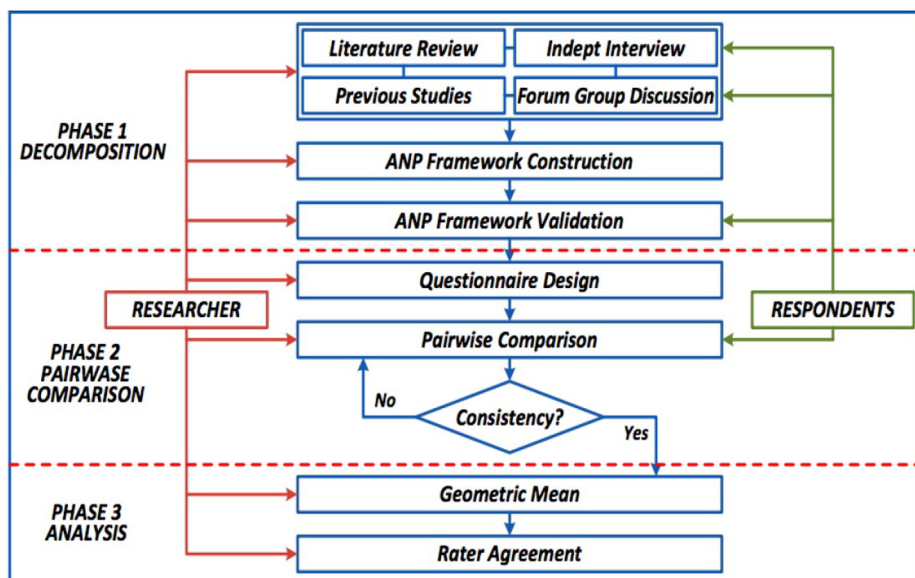 Literature Review
Indept Interview
Previous Studies
Forum Group Discussion
PHASE 1
DECOMPOSITION
ANP Framework Construction
ANP Framework Validation
Questionnaire Design
RESEARCHER
RESPONDENTS
Pairwise Comparison
PHASE 2
PAIRWASE
COMPARISON
No
Consistency?
Yes
Geometric Mean
PHASE 3
ANALYSIS
Rater Agreement